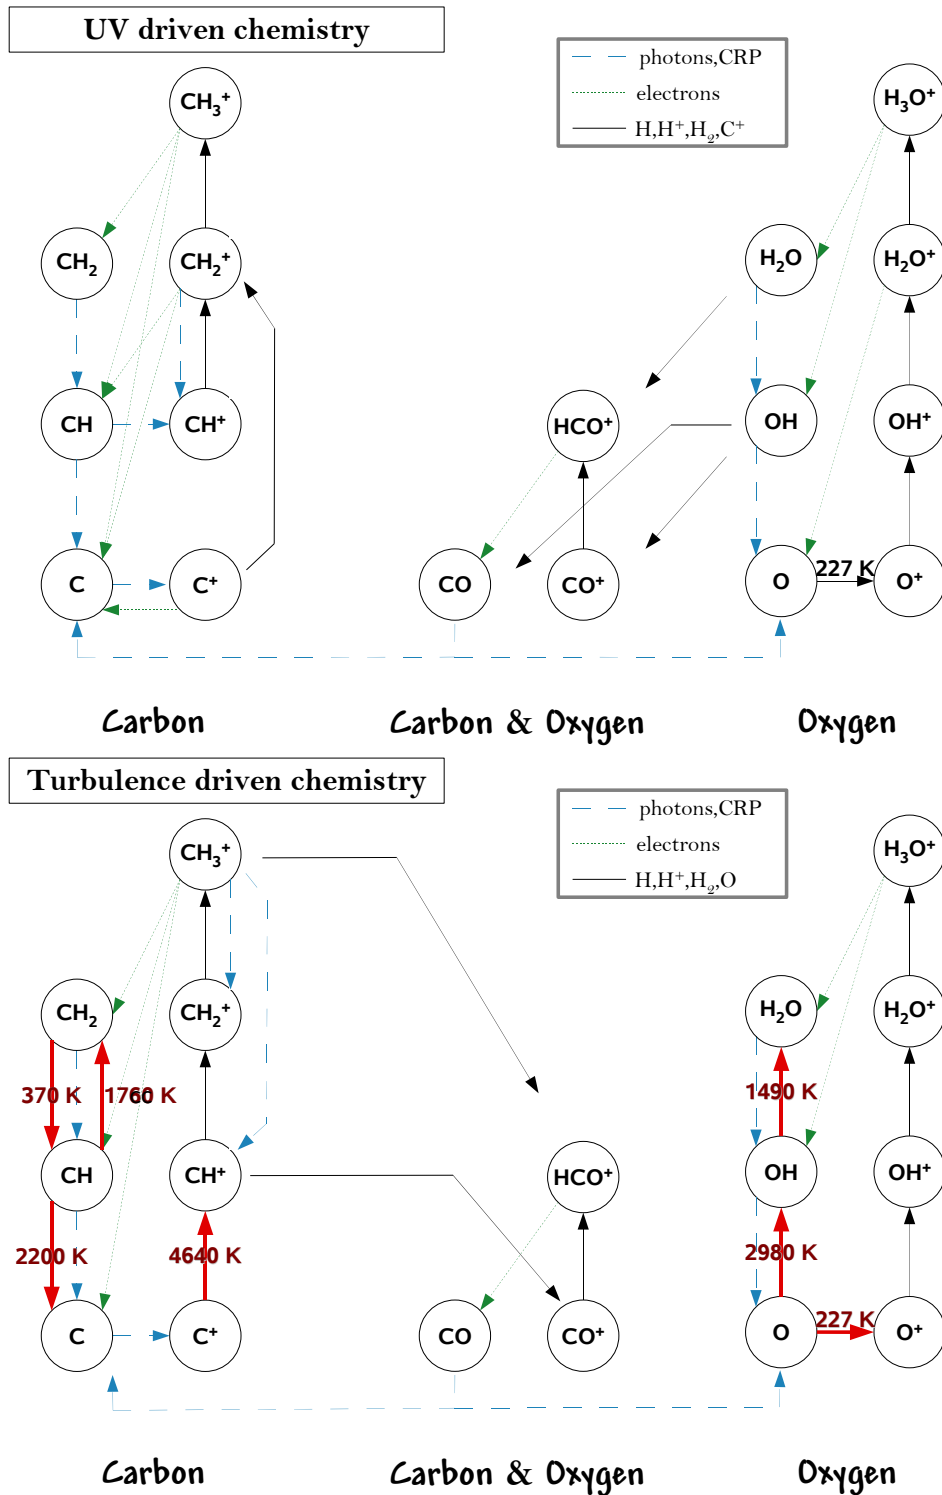 UV driven chemistry
photons,CRP
electrons
H,H⁺,H₂,C⁺
CH₃⁺
H₃O⁺
CH₂
CH₂⁺
H₂O
H₂O⁺
CH
CH⁺
HCO⁺
OH
OH⁺
C
C⁺
CO
CO⁺
O
227 K
O⁺
Carbon
Carbon & Oxygen
Oxygen
Turbulence driven chemistry
photons,CRP
electrons
H,H⁺,H₂,O
CH₃⁺
H₃O⁺
CH₂
CH₂⁺
H₂O
H₂O⁺
370 K
1760 K
1490 K
CH
CH⁺
HCO⁺
OH
OH⁺
2200 K
4640 K
2980 K
C
C⁺
CO
CO⁺
O
227 K
O⁺
Carbon
Carbon & Oxygen
Oxygen